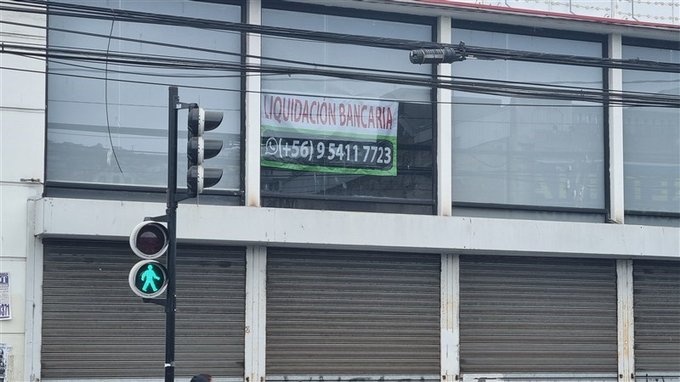 LIQUIDACIÓN BANCARIA
(+56) 9 5411 7723